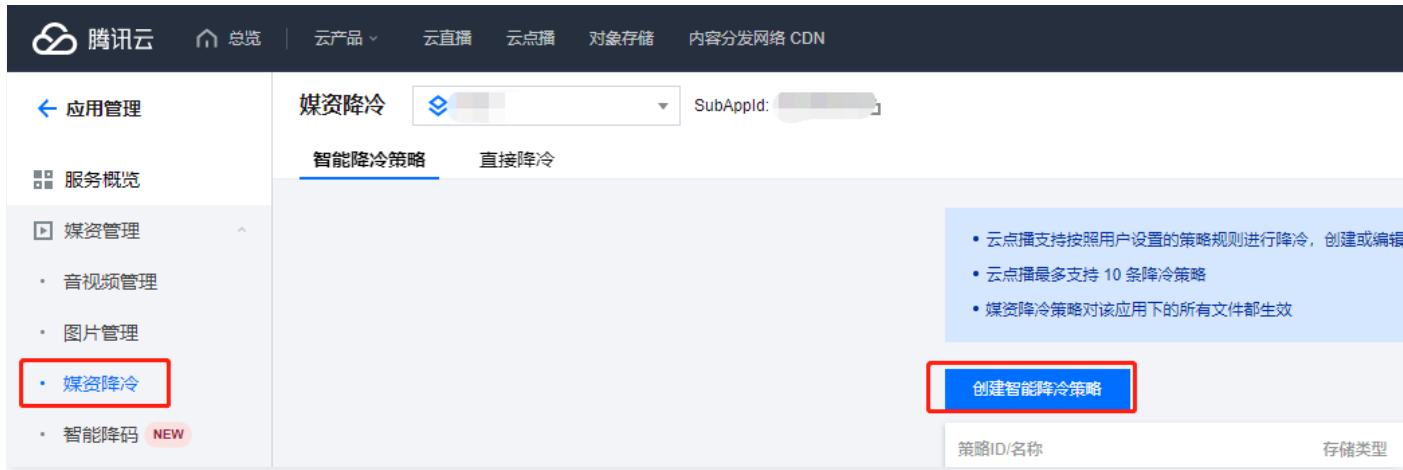 腾讯云 总览 云产品 云直播 云点播 对象存储 内容分发网络 CDN
应用管理
媒资降冷 SubAppId:
智能降冷策略 直接降冷
服务概览
媒资管理
• 云点播支持按照用户设置的策略规则进行降冷，创建或编辑
音视频管理
• 云点播最多支持 10 条降冷策略
• 媒资降冷策略对该应用下的所有文件都生效
图片管理
媒资降冷
创建智能降冷策略
智能降码 NEW
策略ID/名称 存储类型